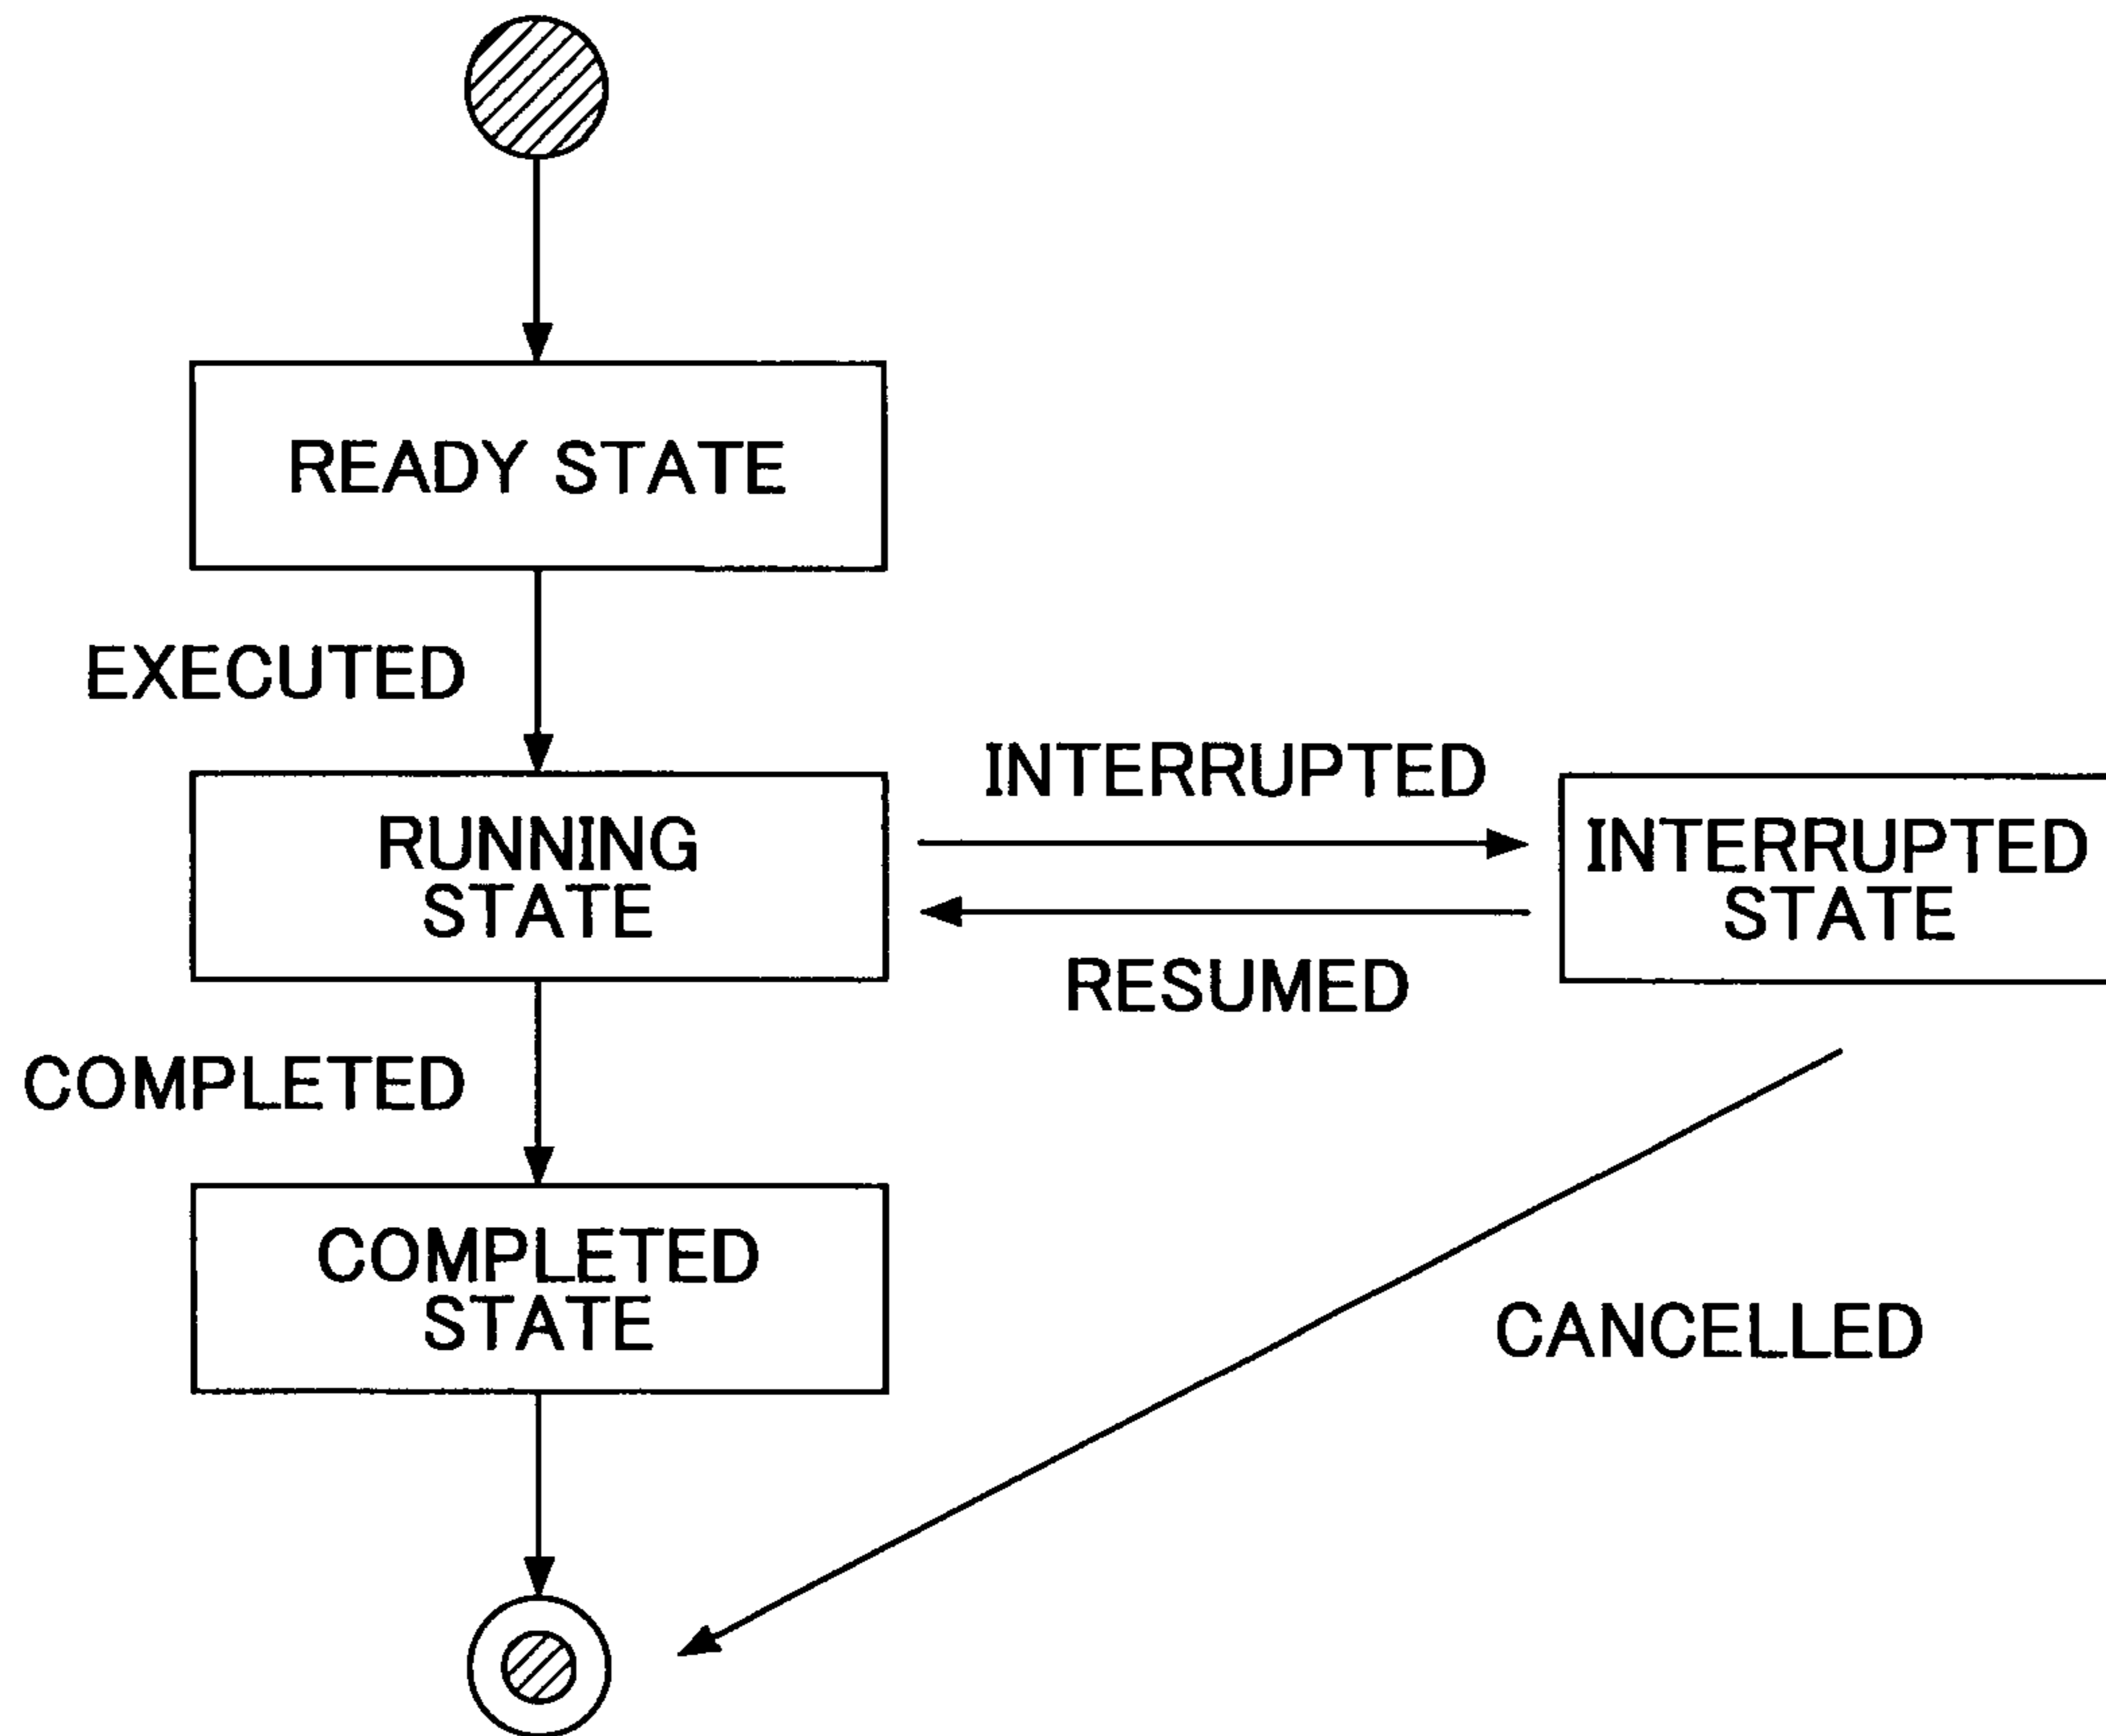 READY STATE
EXECUTED
RUNNING
STATE
INTERRUPTED
RESUMED
INTERRUPTED
STATE
COMPLETED
COMPLETED
STATE
CANCELLED